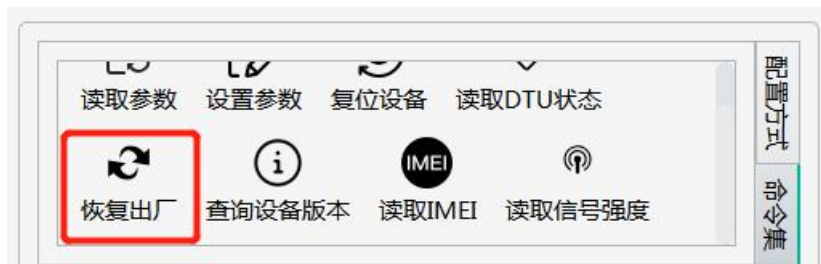 读取参数 设置参数 复位设备 读取DTU状态
IMEI
恢复出厂 查询设备版本 读取IMEI 读取信号强度
配置方式
命令集